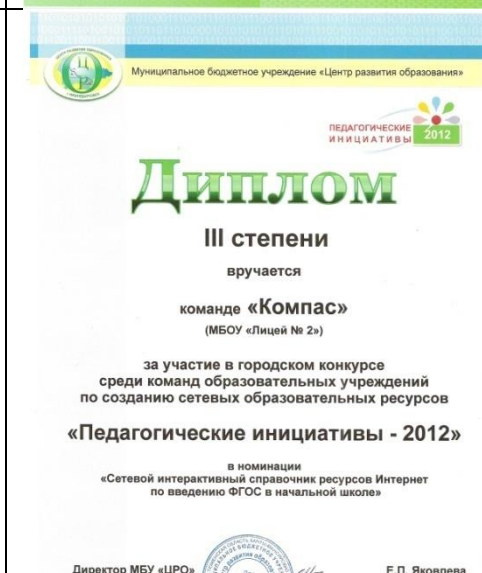 Муниципальное бюджетное учреждение «Центр развития образования»
ПЕДАГОГИЧЕСКИЕ
ИНИЦИАТИВЫ
2012
Диплом
III степени
вручается
команде «Компас»
(МБОУ «Лицей № 2»)
за участие в городском конкурсе
среди команд образовательных учреждений
по созданию сетевых образовательных ресурсов
«Педагогические инициативы - 2012»
в номинации
«Сетевой интерактивный справочник ресурсов Интернет
по введению ФГОС в начальной школе»
Директор МБУ «ЦРО»
Е.П. Яковлева